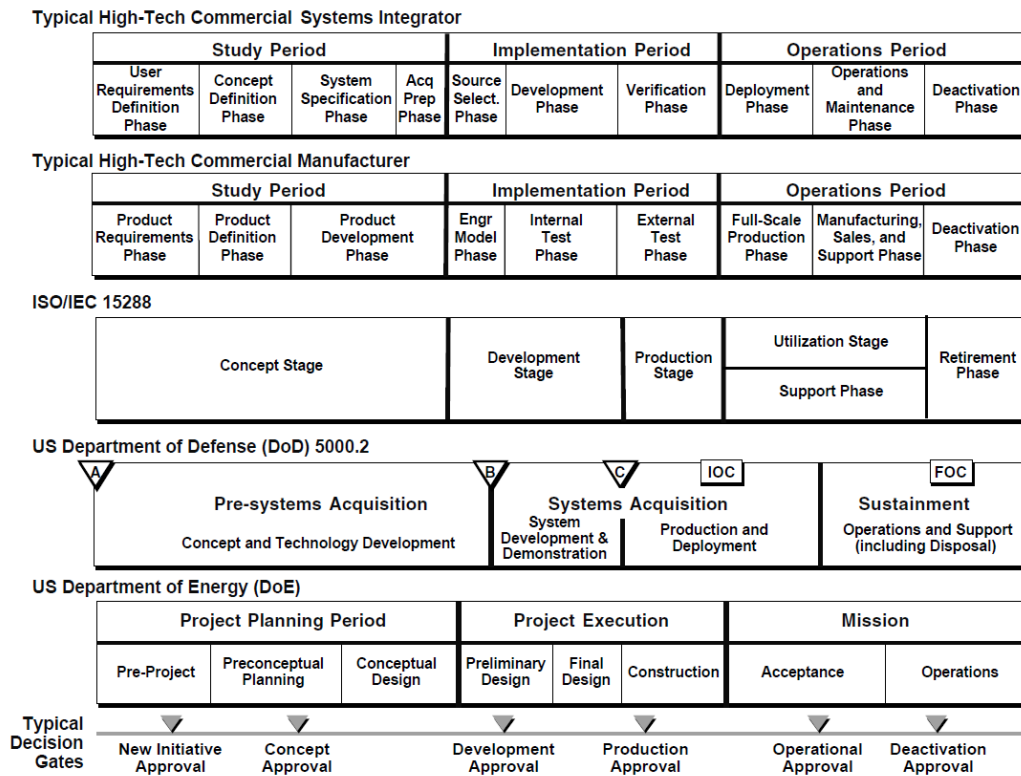 Typical High-Tech Commercial Systems Integrator
Study Period
Implementation Period
Operations Period
User
Requirements
Definition
Phase
Concept
Definition
Phase
System
Specification
Phase
Acq
Prep
Phase
Source
Select.
Phase
Development
Phase
Verification
Phase
Deployment
Phase
Operations
and
Maintenance
Phase
Deactivation
Phase
Typical High-Tech Commercial Manufacturer
Study Period
Implementation Period
Operations Period
Product
Requirements
Phase
Product
Definition
Phase
Product
Development
Phase
Engr
Model
Phase
Internal
Test
Phase
External
Test
Phase
Full-Scale
Production
Phase
Manufacturing,
Sales, and
Support Phase
Deactivation
Phase
ISO/IEC 15288
Concept Stage
Development
Stage
Production
Stage
Utilization Stage
Support Phase
Retirement
Phase
US Department of Defense (DoD) 5000.2
A
B
C
IOC
FOC
Pre-systems Acquisition
Systems Acquisition
Sustainment
Concept and Technology Development
System
Development &
Demonstration
Production and
Deployment
Operations and Support
(including Disposal)
US Department of Energy (DoE)
Project Planning Period
Project Execution
Mission
Pre-Project
Preconceptual
Planning
Conceptual
Design
Preliminary
Design
Final
Design
Construction
Acceptance
Operations
Typical
Decision
Gates
New Initiative
Approval
Concept
Approval
Development
Approval
Production
Approval
Operational
Approval
Deactivation
Approval